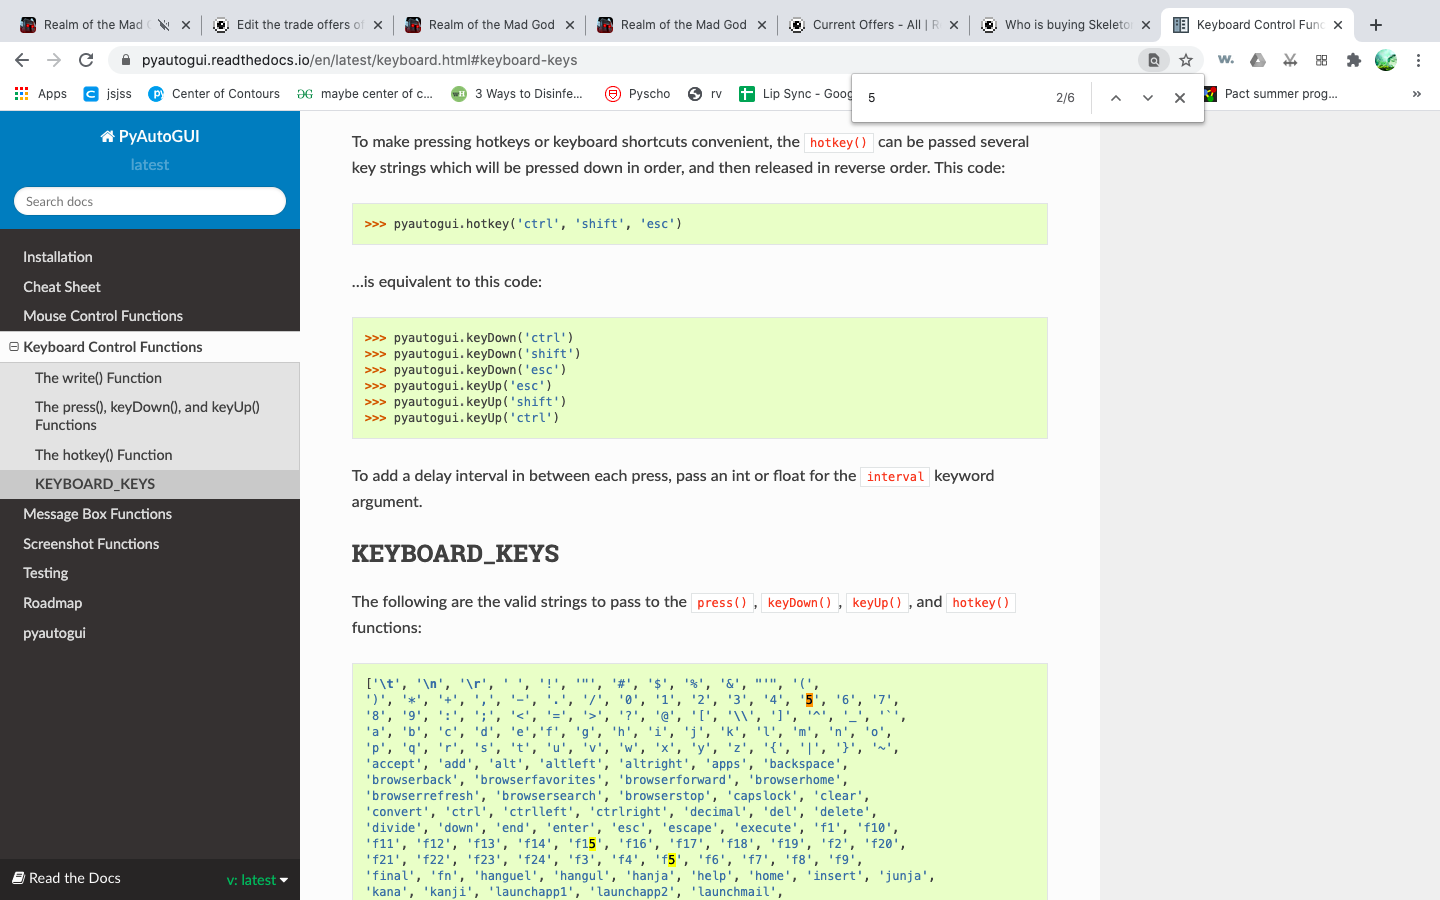 Realm of the Mad G
Edit the trade offers of
Realm of the Mad God
Realm of the Mad God
Current Offers - All | R
Who is buying Skeleto
Keyboard Control Func
pyautogui.readthedocs.io/en/latest/keyboard.html#keyboard-keys
Apps
jsjss
Center of Contours
maybe center of c...
3 Ways to Disinfe...
Pyscho
rv
Lip Sync - Goog
Pact summer prog...
»
5
2/6
PyAutoGUI
latest
Search docs
Installation
Cheat Sheet
Mouse Control Functions
Keyboard Control Functions
The write() Function
The press(), keyDown(), and keyUp()
Functions
The hotkey() Function
KEYBOARD_KEYS
Message Box Functions
Screenshot Functions
Testing
Roadmap
pyautogui
Read the Docs
v: latest
To make pressing hotkeys or keyboard shortcuts convenient, the hotkey() can be passed several
key strings which will be pressed down in order, and then released in reverse order. This code:
>>> pyautogui.hotkey('ctrl', 'shift', 'esc')
...is equivalent to this code:
>>> pyautogui.keyDown('ctrl')
>>> pyautogui.keyDown('shift')
>>> pyautogui.keyDown('esc')
>>> pyautogui.keyUp('esc')
>>> pyautogui.keyUp('shift')
>>> pyautogui.keyUp('ctrl')
To add a delay interval in between each press, pass an int or float for the interval keyword
argument.
KEYBOARD_KEYS
The following are the valid strings to pass to the press(), keyDown(), keyUp(), and hotkey()
functions:
['\t', '\n', '\r', ' ', '!', '"', '#', '$', '%', '&', "'", '(',
')', '*', '+', ',', '-', '.', '/', '0', '1', '2', '3', '4', '5', '6', '7',
'8', '9', ':', ';', '<', '=', '>', '?', '@', '[', '\\', ']', '^', '_', '`',
'a', 'b', 'c', 'd', 'e','f', 'g', 'h', 'i', 'j', 'k', 'l', 'm', 'n', 'o',
'p', 'q', 'r', 's', 't', 'u', 'v', 'w', 'x', 'y', 'z', '{', '|', '}', '~',
'accept', 'add', 'alt', 'altleft', 'altright', 'apps', 'backspace',
'browserback', 'browserfavorites', 'browserforward', 'browserhome',
'browserrefresh', 'browsersearch', 'browserstop', 'capslock', 'clear',
'convert', 'ctrl', 'ctrlleft', 'ctrlright', 'decimal', 'del', 'delete',
'divide', 'down', 'end', 'enter', 'esc', 'escape', 'execute', 'f1', 'f10',
'f11', 'f12', 'f13', 'f14', 'f15', 'f16', 'f17', 'f18', 'f19', 'f2', 'f20',
'f21', 'f22', 'f23', 'f24', 'f3', 'f4', 'f5', 'f6', 'f7', 'f8', 'f9',
'final', 'fn', 'hanguel', 'hangul', 'hanja', 'help', 'home', 'insert', 'junja',
'kana', 'kanji', 'launchapp1', 'launchapp2', 'launchmail',